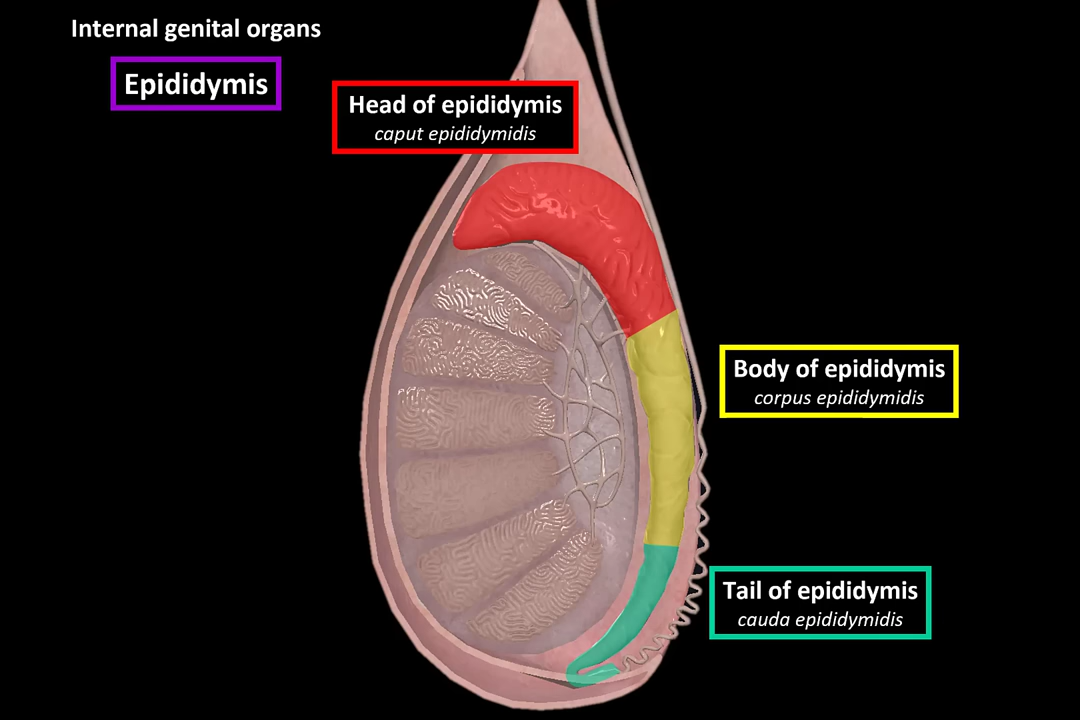 Internal genital organs
Epididymis
Head of epididymis
caput epididymidis
Body of epididymis
corpus epididymidis
Tail of epididymis
cauda epididymidis